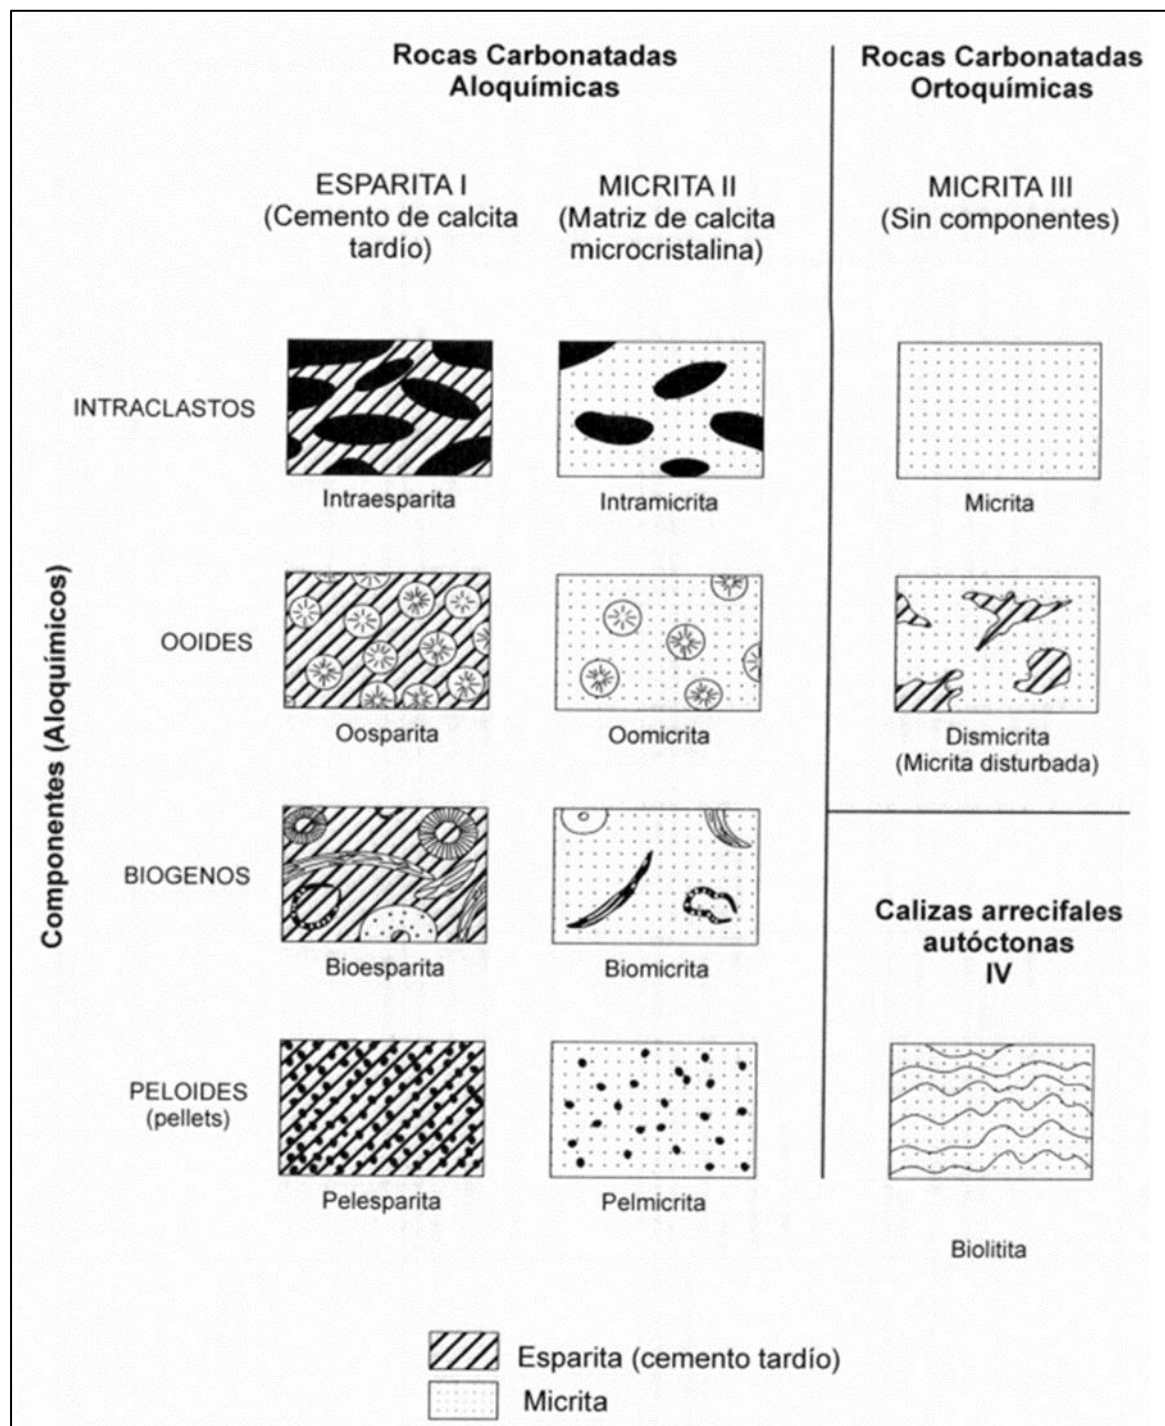 Rocas Carbonatadas
Aloquímicas
Rocas Carbonatadas
Ortoquímicas
ESPARITA I
(Cemento de calcita
tardío)
MICRITA II
(Matriz de calcita
microcristalina)
MICRITA III
(Sin componentes)
Componentes (Aloquímicos)
INTRACLASTOS
Intraesparita
Intramicrita
Micrita
OOIDES
Oosparita
Oomicrita
Dismicrita
(Micrita disturbada)
BIOGENOS
Bioesparita
Biomicrita
Calizas arrecifales
autóctonas
IV
PELOIDES
(pellets)
Pelesparita
Pelmicrita
Biolitita
Esparita (cemento tardío)
Micrita